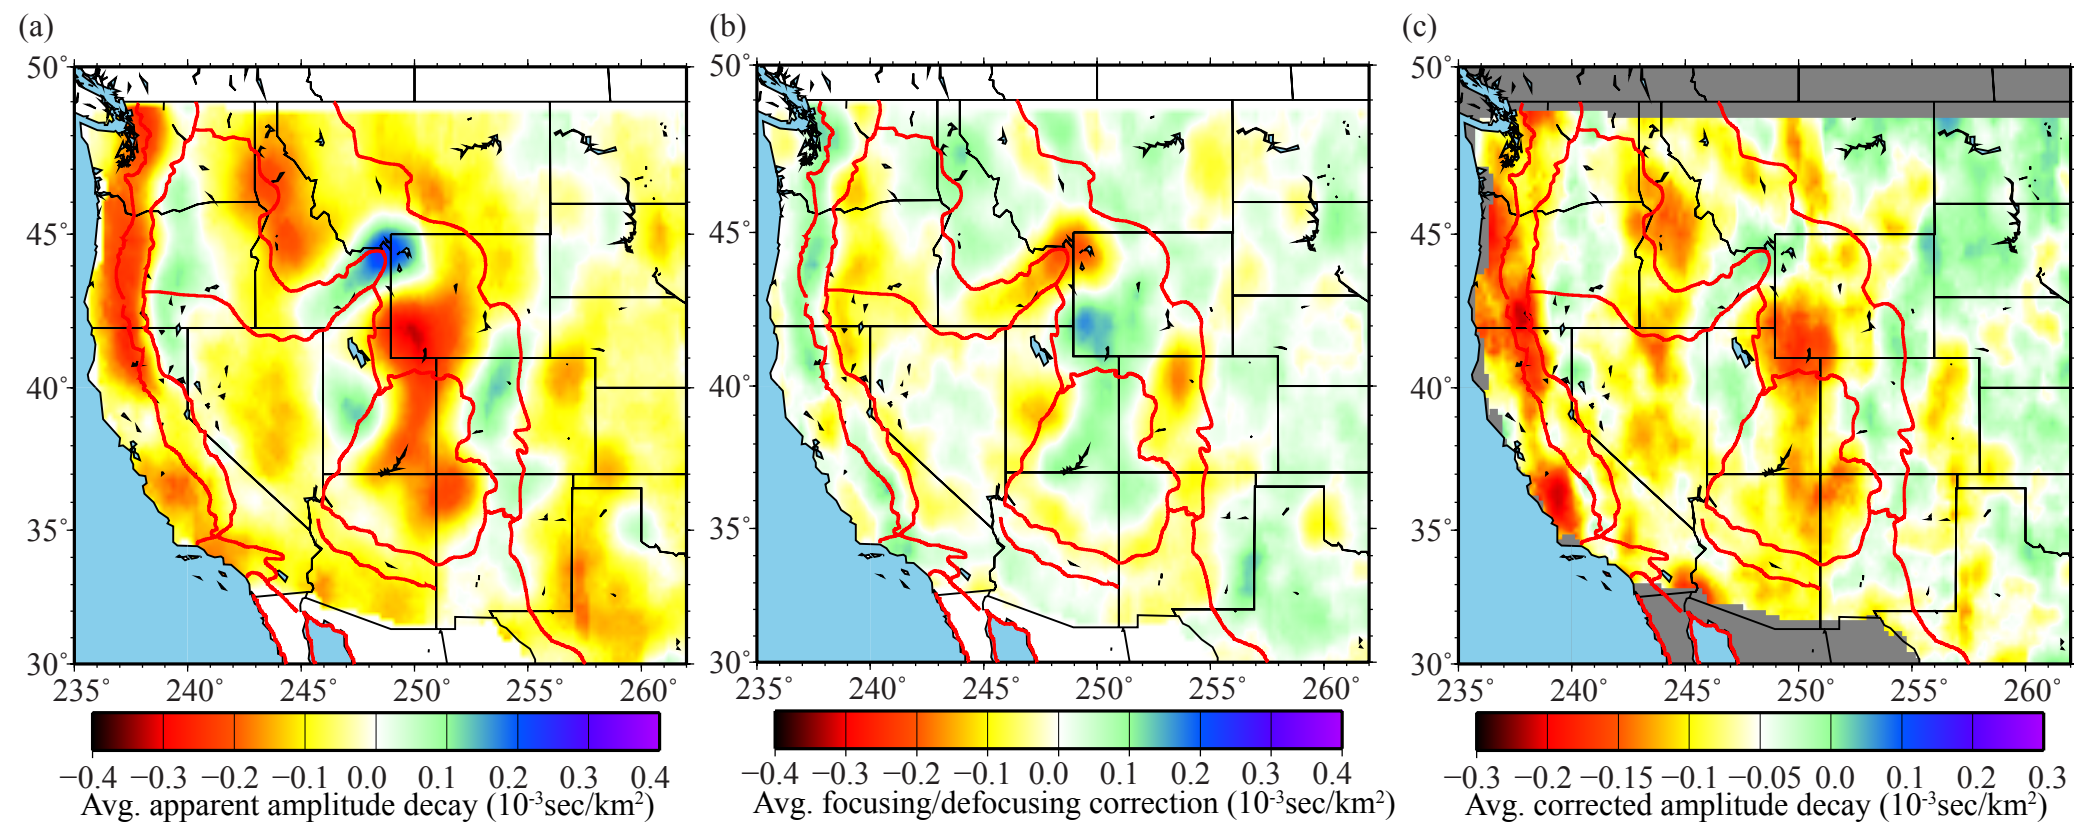 (a)
50°
45°
40°
35°
30°
235° 240° 245° 250° 255° 260°
−0.4 −0.3 −0.2 −0.1 0.0 0.1 0.2 0.3 0.4
Avg. apparent amplitude decay (10⁻³sec/km²)
(b)
50°
45°
40°
35°
30°
235° 240° 245° 250° 255° 260°
−0.4 −0.3 −0.2 −0.1 0.0 0.1 0.2 0.3 0.4
Avg. focusing/defocusing correction (10⁻³sec/km²)
(c)
50°
45°
40°
35°
30°
235° 240° 245° 250° 255° 260°
−0.3 −0.2 −0.15 −0.1 −0.05 0.0 0.1 0.2 0.3
Avg. corrected amplitude decay (10⁻³sec/km²)